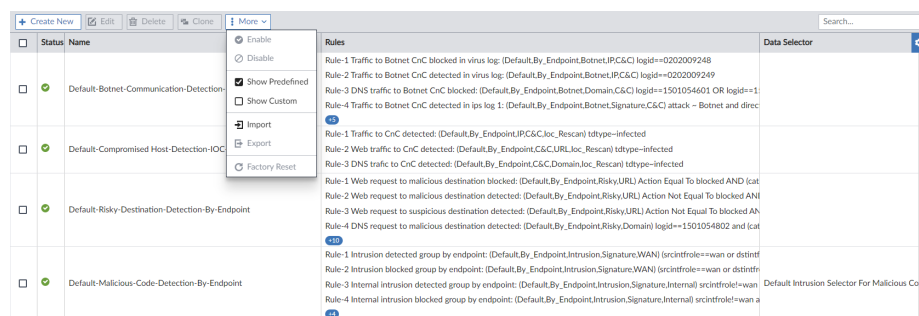 + Create New Edit Delete Clone More Search...
Status Name Rules Data Selector
Enable
Disable
Show Predefined
Show Custom
Import
Export
Factory Reset
Default-Botnet-Communication-Detection-
Rule-1 Traffic to Botnet CnC blocked in virus log: (Default,By_Endpoint,Botnet,IP,C&C) logid==0202009248
Rule-2 Traffic to Botnet CnC detected in virus log: (Default,By_Endpoint,Botnet,IP,C&C) logid==0202009249
Rule-3 DNS traffic to Botnet CnC blocked: (Default,By_Endpoint,Botnet,Domain,C&C) logid==1501054601 OR logid==1
Rule-4 Traffic to Botnet CnC detected in ips log 1: (Default,By_Endpoint,Botnet,Signature,C&C) attack ~ Botnet and direc
+5
Default-Compromised Host-Detection-IOC
Rule-1 Traffic to CnC detected: (Default,By_Endpoint,IP,C&C,Ioc_Rescan) tdtype~infected
Rule-2 Web traffic to CnC detected: (Default,By_Endpoint,C&C,URL,Ioc_Rescan) tdtype~infected
Rule-3 DNS trafic to CnC detected: (Default,By_Endpoint,C&C,Domain,Ioc_Rescan) tdtype~infected
Default-Risky-Destination-Detection-By-Endpoint
Rule-1 Web request to malicious destination blocked: (Default,By_Endpoint,Risky,URL) Action Equal To blocked AND (cat
Rule-2 Web request to malicious destination detected: (Default,By_Endpoint,Risky,URL) Action Not Equal To blocked AND
Rule-3 Web request to suspicious destination detected: (Default,By_Endpoint,Risky,URL) Action Not Equal To blocked AN
Rule-4 DNS request to malicious destination detected: (Default,By_Endpoint,Risky,Domain) logid==1501054802 and (cat
+10
Default-Malicious-Code-Detection-By-Endpoint
Rule-1 Intrusion detected group by endpoint: (Default,By_Endpoint,Intrusion,Signature,WAN) (srcintfrole==wan or dstintfr
Rule-2 Intrusion blocked group by endpoint: (Default,By_Endpoint,Intrusion,Signature,WAN) (srcintfrole==wan or dstintfr
Rule-3 Internal intrusion detected group by endpoint: (Default,By_Endpoint,Intrusion,Signature,Internal) srcintfrole!=wan
Rule-4 Internal intrusion blocked group by endpoint: (Default,By_Endpoint,Intrusion,Signature,Internal) srcintfrole!=wan a
+4
Default Intrusion Selector For Malicious Co